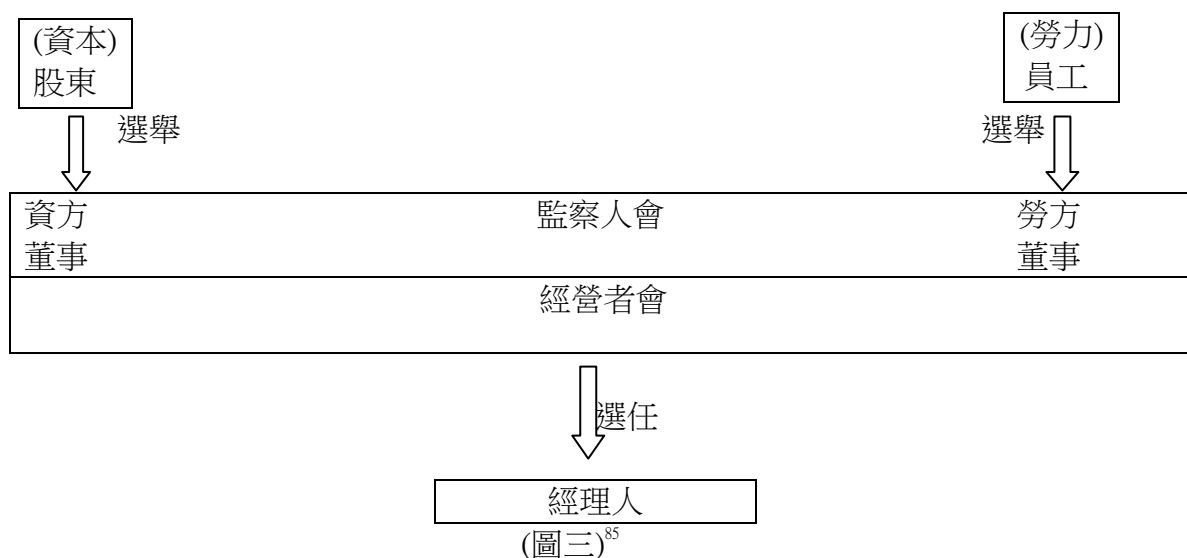 (資本)
股東
(勞力)
員工
選舉
選舉
資方
董事
監察人會
勞方
董事
經營者會
選任
經理人
(圖三)85